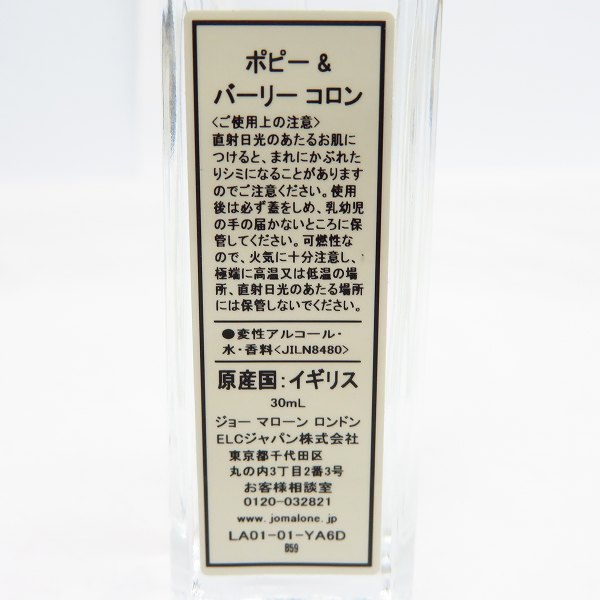 ポピー &
バーリー コロン
<ご使用上の注意>
直射日光のあたるお肌に
つけると、まれにかぶれた
りシミになることがあります
のでご注意ください。使用
後は必ず蓋をしめ、乳幼児
の手の届かないところに保
管してください。可燃性な
ので、火気に十分注意し、
極端に高温又は低温の場
所、直射日光のあたる場所
には保管しないでください。
●変性アルコール・
水・香料<JILN8480>
原産国：イギリス
30mL
ジョー マローン ロンドン
ELCジャパン株式会社
東京都千代田区
丸の内3丁目2番3号
お客様相談室
0120-032821
www.jomalone.jp
LA01-01-YA6D
859